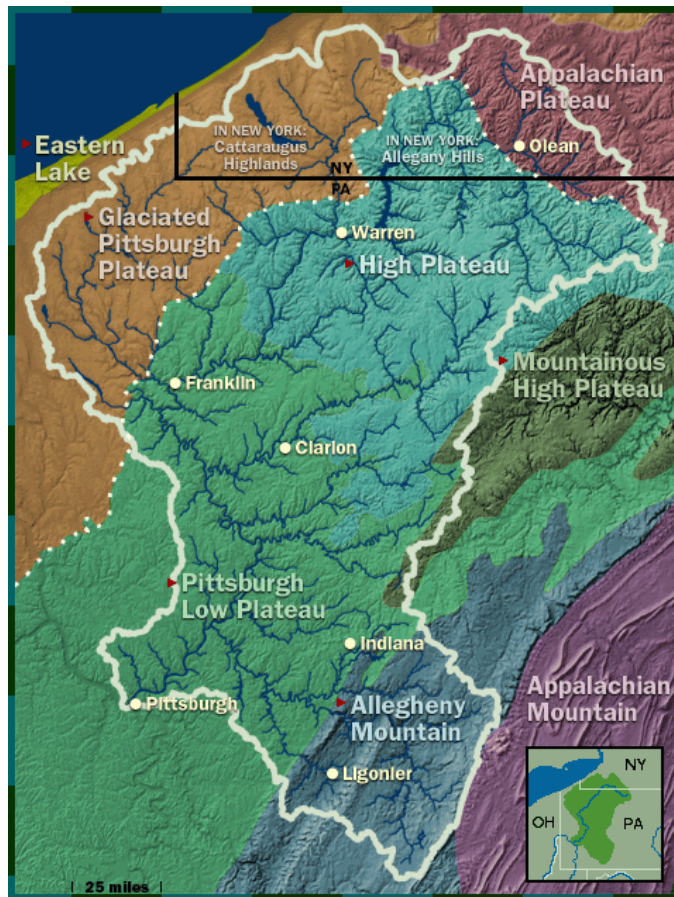 Appalachian
Plateau
IN NEW YORK:
Cattaraugus
Highlands
IN NEW YORK:
Allegany Hills
Olean
Eastern
Lake
NY
PA
Glaciated
Pittsburgh
Plateau
Warren
High Plateau
Mountainous
High Plateau
Franklin
Clarion
Pittsburgh
Low Plateau
Indiana
Appalachian
Mountain
Pittsburgh
Allegheny
Mountain
Ligonier
NY
OH
PA
25 miles